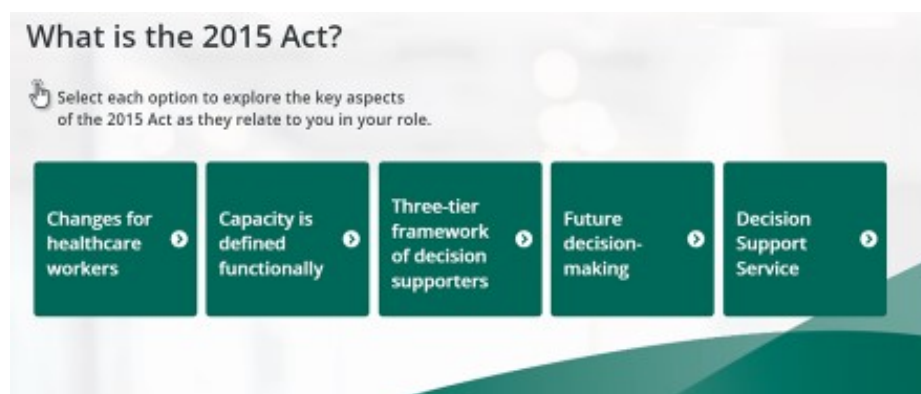 What is the 2015 Act?
Select each option to explore the key aspects
of the 2015 Act as they relate to you in your role.
Changes for
healthcare
workers
Capacity is
defined
functionally
Three-tier
framework
of decision
supporters
Future
decision-
making
Decision
Support
Service